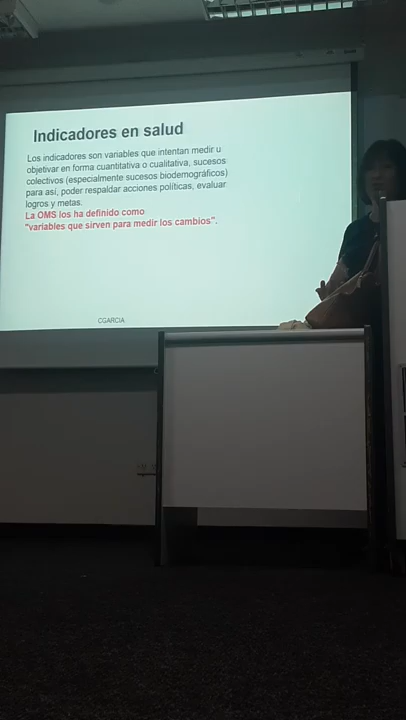 Indicadores en salud
Los indicadores son variables que intentan medir u
objetivar en forma cuantitativa o cualitativa, sucesos
colectivos (especialmente sucesos biodemográficos)
para así, poder respaldar acciones políticas, evaluar
logros y metas.
La OMS los ha definido como
"variables que sirven para medir los cambios".
CGARCIA